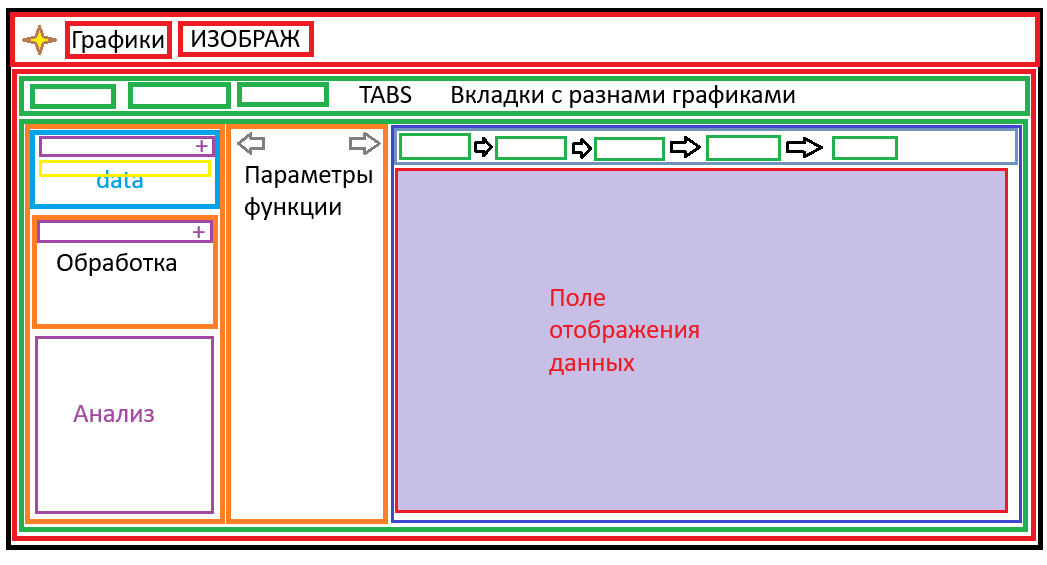 Графики ИЗОБРАЖ
TABS Вкладки с разнами графиками
+
data
+
Обработка
Анализ
Параметры
функции
Поле
отображения
данных